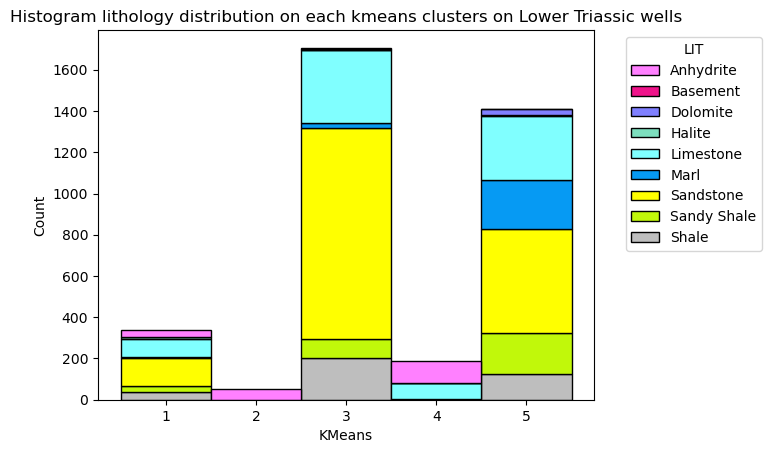 Histogram lithology distribution on each kmeans clusters on Lower Triassic wells
LIT
Anhydrite
Basement
Dolomite
Halite
Limestone
Marl
Sandstone
Sandy Shale
Shale
Count
1600
1400
1200
1000
800
600
400
200
0
1 2 3 4 5
KMeans